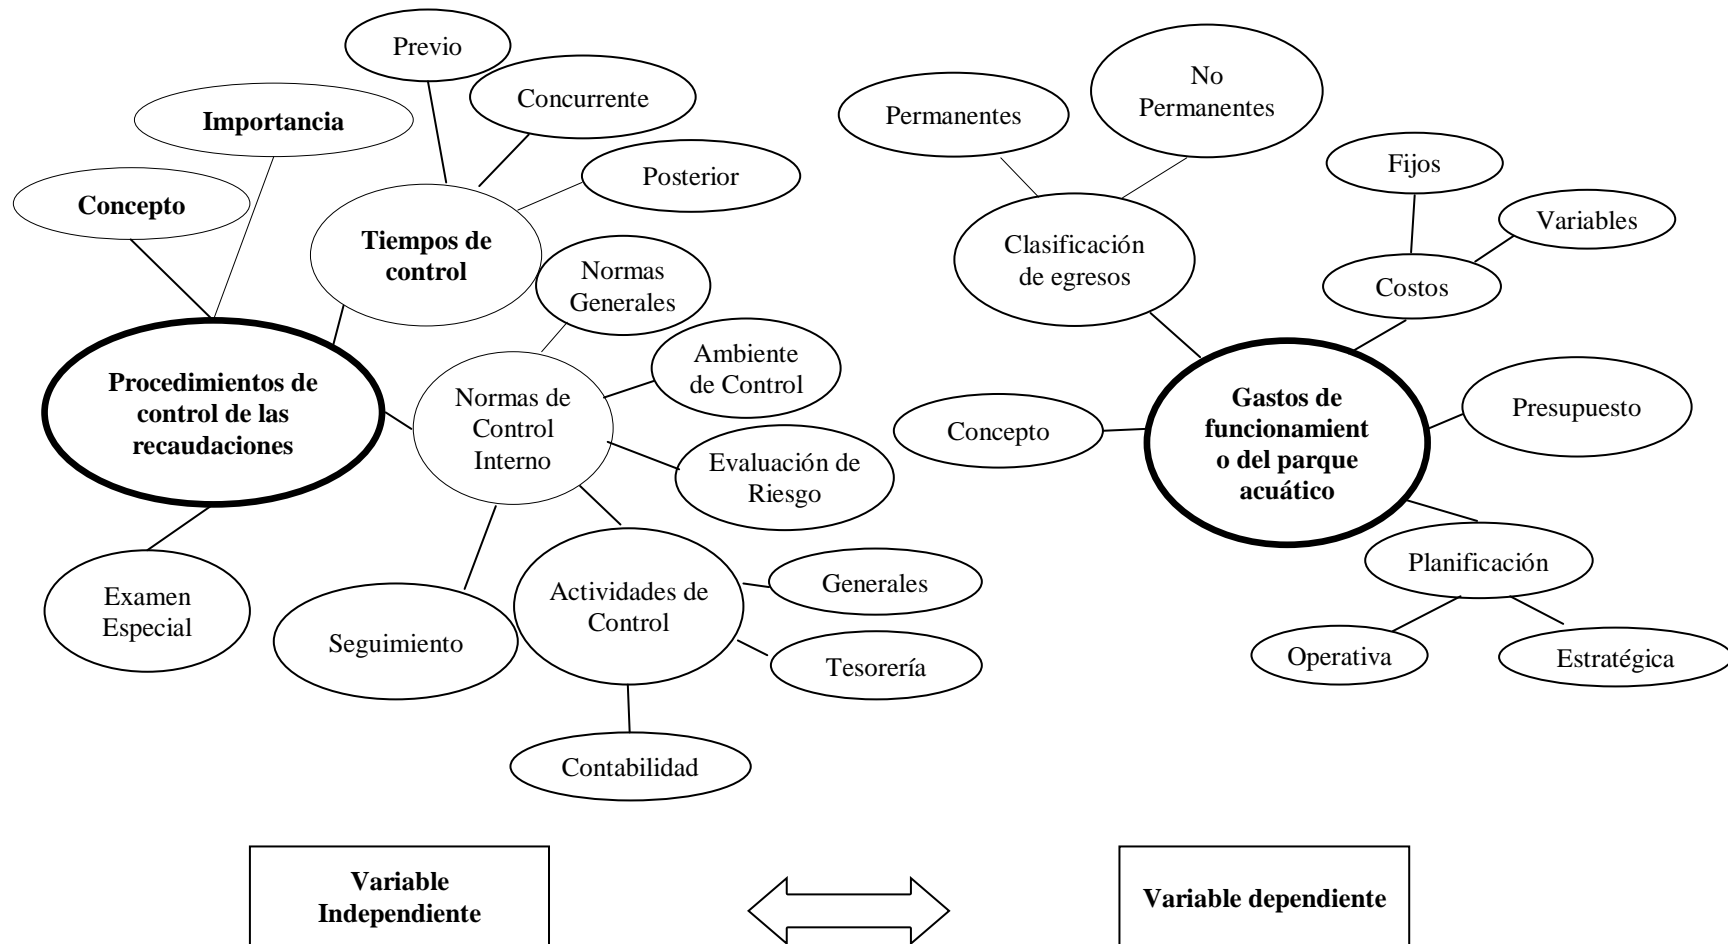 Previo
Concurrente
Importancia
Posterior
Concepto
Tiempos de
control
Normas
Generales
Ambiente
de Control
Procedimientos de
control de las
recaudaciones
Normas de
Control
Interno
Evaluación de
Riesgo
Examen
Especial
Seguimiento
Actividades de
Control
Generales
Tesorería
Contabilidad
No
Permanentes
Permanentes
Fijos
Variables
Clasificación
de egresos
Costos
Concepto
Gastos de
funcionamient
o del parque
acuático
Presupuesto
Planificación
Operativa
Estratégica
Variable
Independiente
Variable dependiente